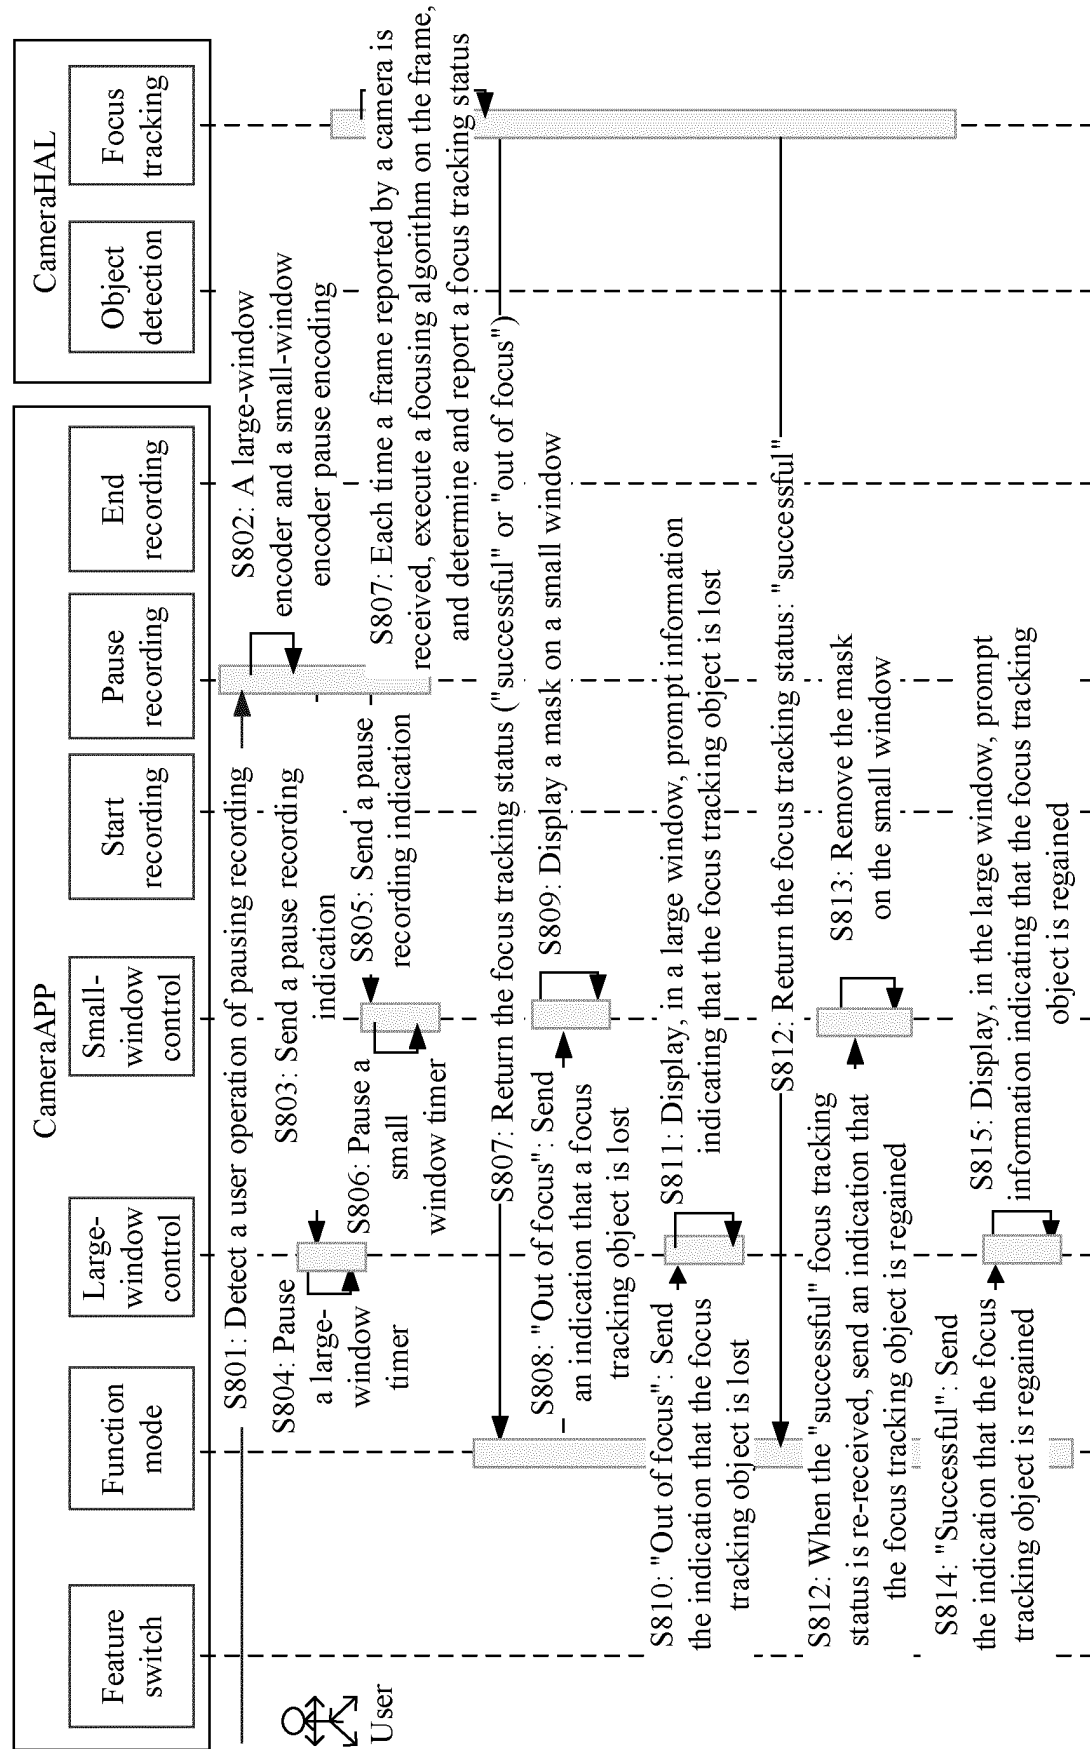 CameraAPP
CameraHAL
Feature
switch
Function
mode
Large-
window
control
Small-
window
control
Start
recording
Pause
recording
End
recording
Object
detection
Focus
tracking
User
S801: Detect a user operation of pausing recording
S802: A large-window
encoder and a small-window
encoder pause encoding
S803: Send a pause recording
indication
S804: Pause
a large-
window
timer
S805: Send a pause
recording indication
S806: Pause a
small
window timer
S807: Each time a frame reported by a camera is
received, execute a focusing algorithm on the frame,
and determine and report a focus tracking status
S807: Return the focus tracking status ("successful" or "out of focus")
S808: "Out of focus": Send
an indication that a focus
tracking object is lost
S809: Display a mask on a small window
S810: "Out of focus": Send
the indication that the focus
tracking object is lost
S811: Display, in a large window, prompt information
indicating that the focus tracking object is lost
S812: Return the focus tracking status: "successful"
S812: When the "successful" focus tracking
status is re-received, send an indication that
the focus tracking object is regained
S813: Remove the mask
on the small window
S814: "Successful": Send
the indication that the focus
tracking object is regained
S815: Display, in the large window, prompt
information indicating that the focus tracking
object is regained